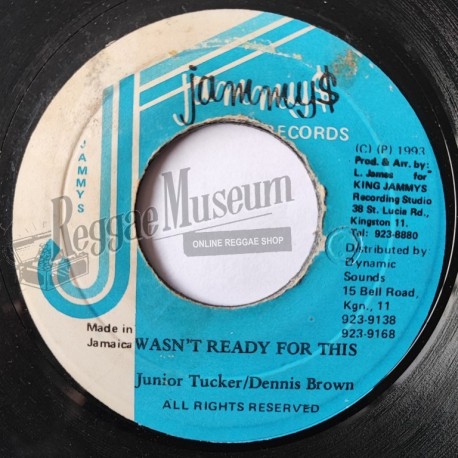 jammy$
RECORDS
JAMMYS
(C) (P) 1993
Prod. & Arr. by:
L. James for
KING JAMMYS
Recording Studio
38 St. Lucia Rd.,
Kingston 11.
Tel: 923-8880
Distributed by
Dynamic
Sounds
15 Bell Road,
Kgn., 11
923-9138
923-9168
Reggae Museum
ONLINE REGGAE SHOP
Made in
Jamaica
WASN'T READY FOR THIS
Junior Tucker/Dennis Brown
ALL RIGHTS RESERVED